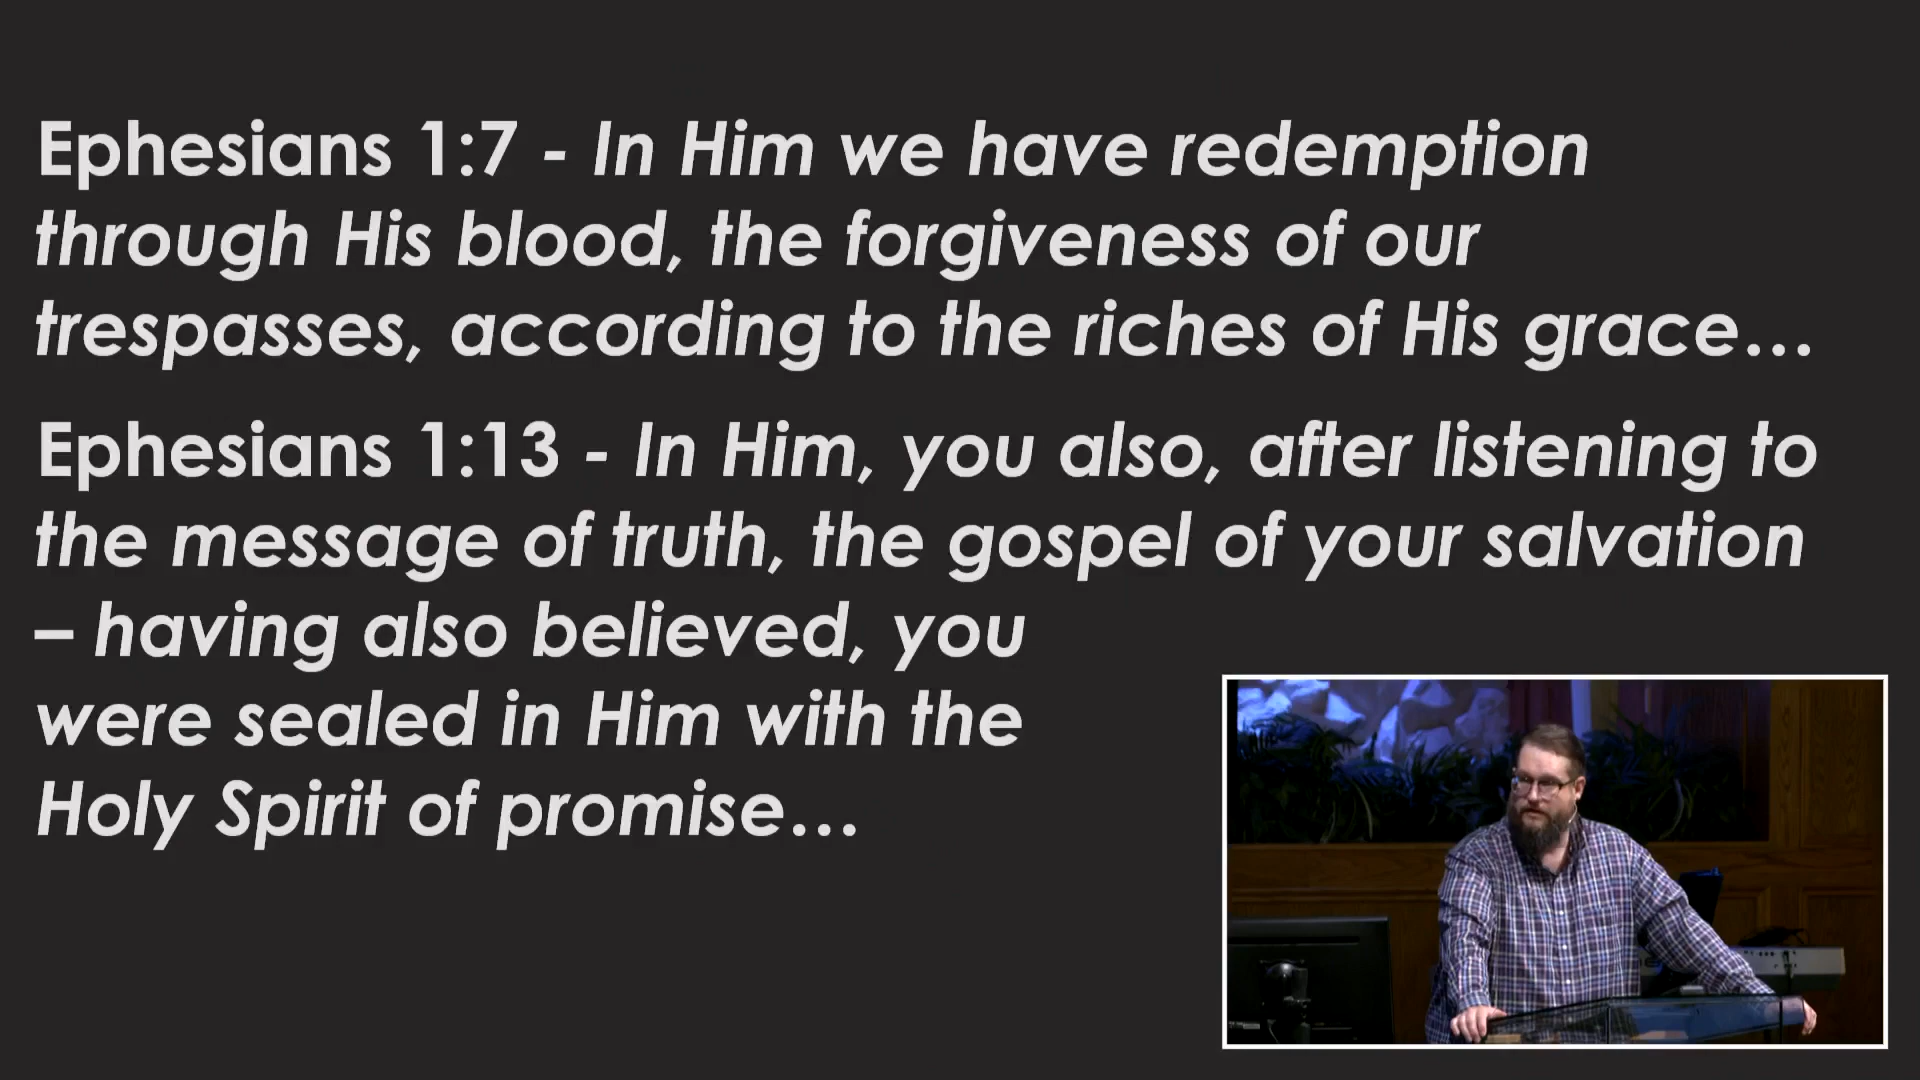 Ephesians 1:7 - In Him we have redemption
through His blood, the forgiveness of our
trespasses, according to the riches of His grace…
Ephesians 1:13 - In Him, you also, after listening to
the message of truth, the gospel of your salvation
– having also believed, you
were sealed in Him with the
Holy Spirit of promise…